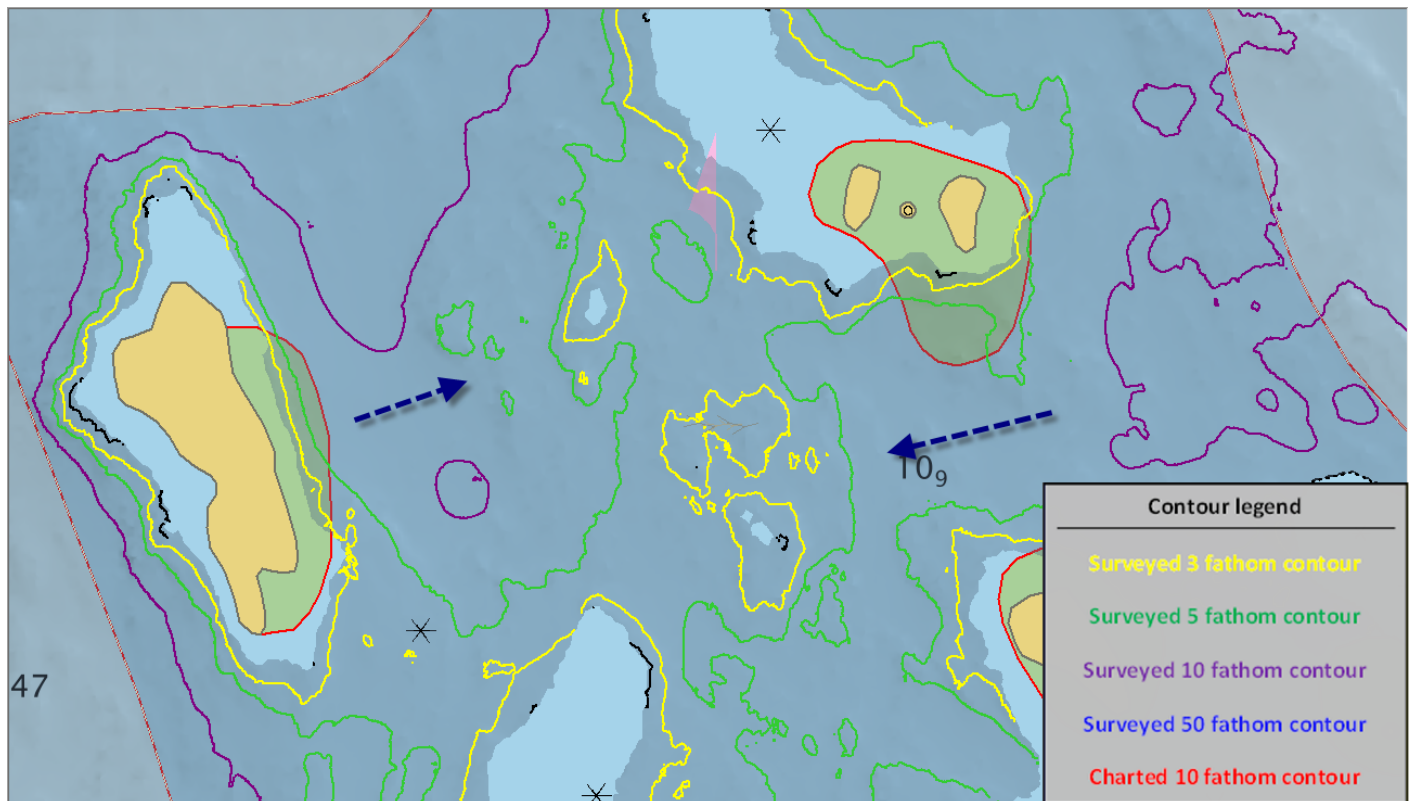 10₉
Contour legend
Surveyed 3 fathom contour
Surveyed 5 fathom contour
47
Surveyed 10 fathom contour
Surveyed 50 fathom contour
Charted 10 fathom contour